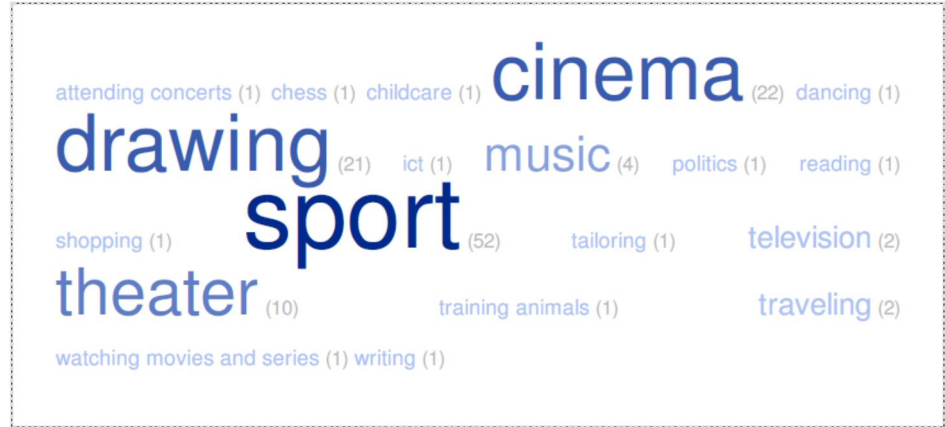 attending concerts (1) chess (1) childcare (1) cinema (22) dancing (1)
drawing (21) ict (1) music (4) politics (1) reading (1)
shopping (1) sport (52) tailoring (1) television (2)
theater (10) training animals (1) traveling (2)
watching movies and series (1) writing (1)